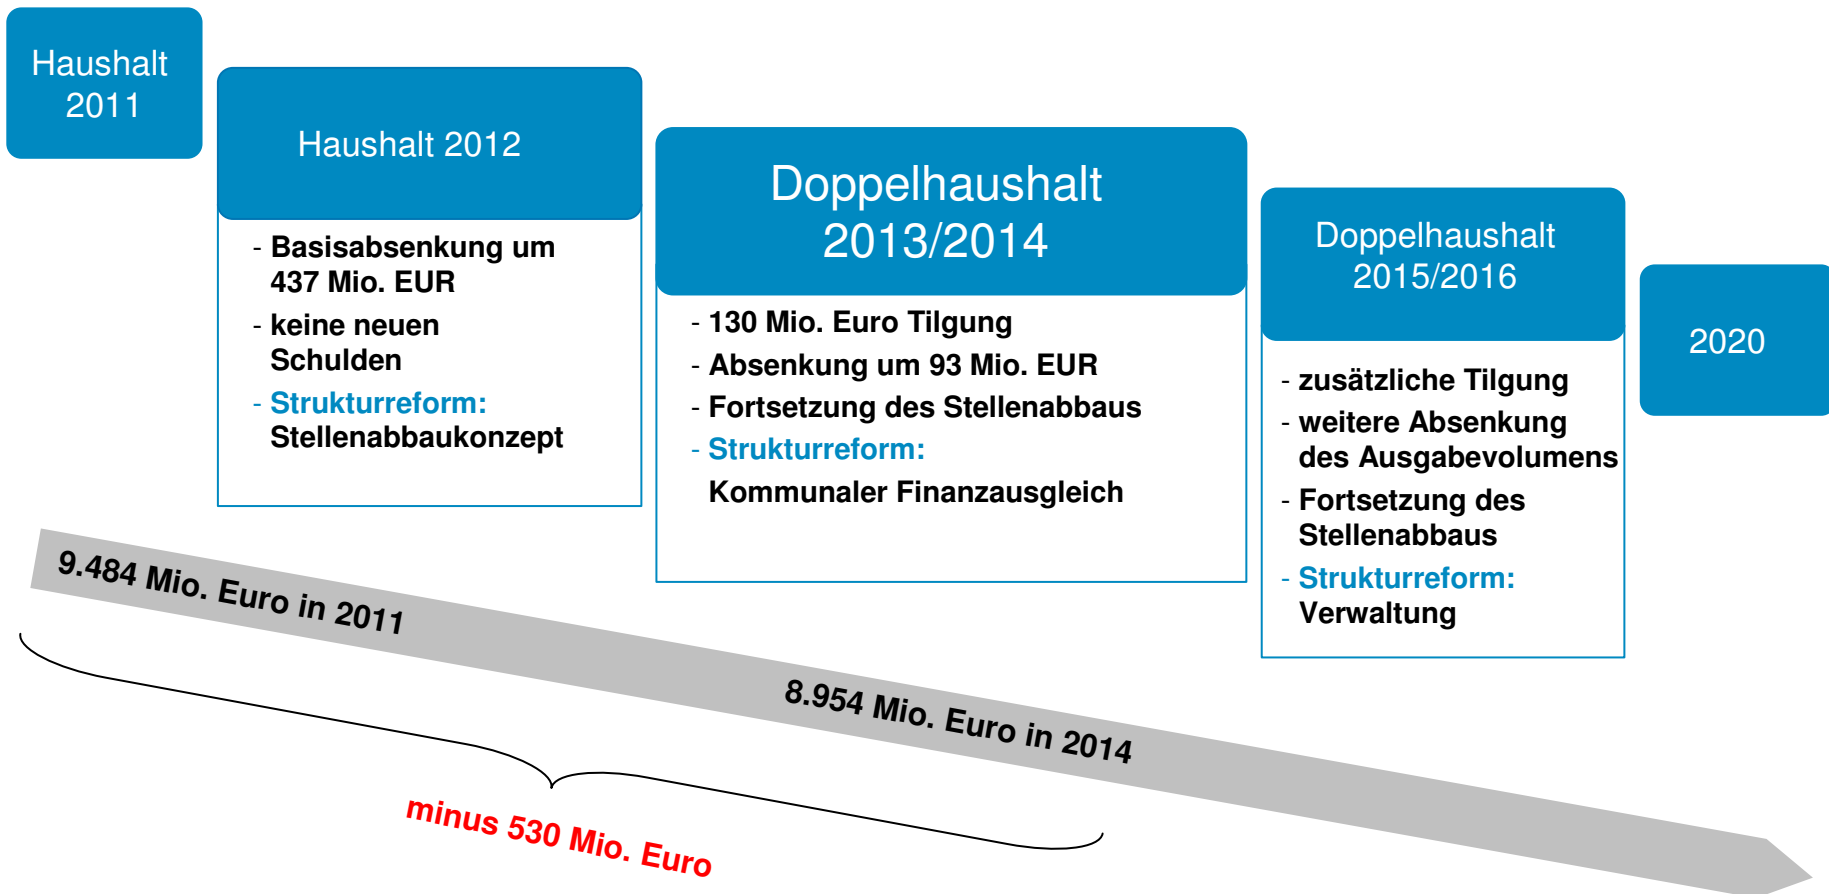 Haushalt
2011
Haushalt 2012
- Basisabsenkung um
437 Mio. EUR
- keine neuen
Schulden
- Strukturreform:
Stellenabbaukonzept
Doppelhaushalt
2013/2014
- 130 Mio. Euro Tilgung
- Absenkung um 93 Mio. EUR
- Fortsetzung des Stellenabbaus
- Strukturreform:
Kommunaler Finanzausgleich
Doppelhaushalt
2015/2016
- zusätzliche Tilgung
- weitere Absenkung
des Ausgabevolumens
- Fortsetzung des
Stellenabbaus
- Strukturreform:
Verwaltung
2020
9.484 Mio. Euro in 2011
8.954 Mio. Euro in 2014
minus 530 Mio. Euro